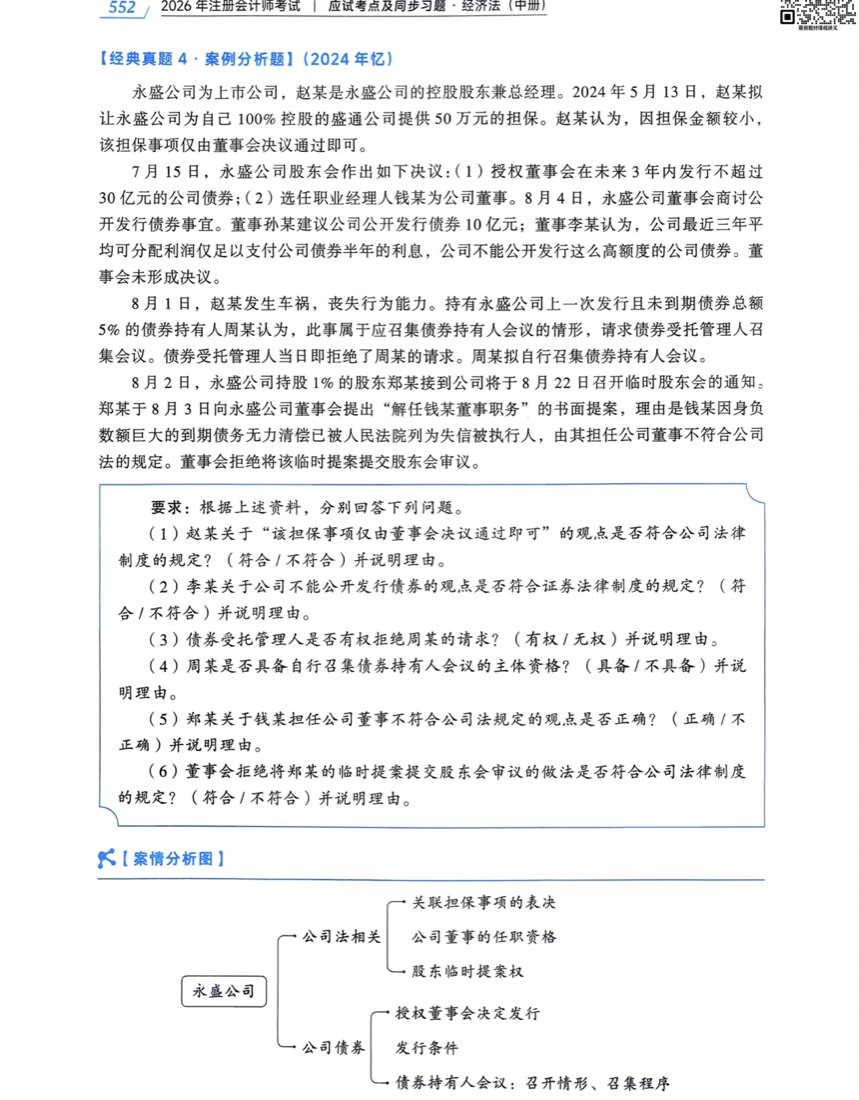 552 2026年注册会计师考试 | 应试考点及同步习题·经济法（中册）
【经典真题4·案例分析题】（2024年忆）
永盛公司为上市公司，赵某是永盛公司的控股股东兼总经理。2024年5月13日，赵某拟
让永盛公司为自己100%控股的盛通公司提供50万元的担保。赵某认为，因担保金额较小，
该担保事项仅由董事会决议通过即可。
7月15日，永盛公司股东会作出如下决议：（1）授权董事会在未来3年内发行不超过
30亿元的公司债券；（2）选任职业经理人钱某为公司董事。8月4日，永盛公司董事会商讨公
开发行债券事宜。董事孙某建议公司公开发行债券10亿元；董事李某认为，公司最近三年平
均可分配利润仅足以支付公司债券半年的利息，公司不能公开发行这么高额度的公司债券。董
事会未形成决议。
8月1日，赵某发生车祸，丧失行为能力。持有永盛公司上一次发行且未到期债券总额
5%的债券持有人周某认为，此事属于应召集债券持有人会议的情形，请求债券受托管理人召
集会议。债券受托管理人当日即拒绝了周某的请求。周某拟自行召集债券持有人会议。
8月2日，永盛公司持股1%的股东郑某接到公司将于8月22日召开临时股东会的通知。
郑某于8月3日向永盛公司董事会提出“解任钱某董事职务”的书面提案，理由是钱某因身负
数额巨大的到期债务无力清偿已被人民法院列为失信被执行人，由其担任公司董事不符合公司
法的规定。董事会拒绝将该临时提案提交股东会审议。
要求：根据上述资料，分别回答下列问题。
（1）赵某关于“该担保事项仅由董事会决议通过即可”的观点是否符合公司法律
制度的规定？（符合/不符合）并说明理由。
（2）李某关于公司不能公开发行债券的观点是否符合证券法律制度的规定？（符
合/不符合）并说明理由。
（3）债券受托管理人是否有权拒绝周某的请求？（有权/无权）并说明理由。
（4）周某是否具备自行召集债券持有人会议的主体资格？（具备/不具备）并说
明理由。
（5）郑某关于钱某担任公司董事不符合公司法规定的观点是否正确？（正确/不
正确）并说明理由。
（6）董事会拒绝将郑某的临时提案提交股东会审议的做法是否符合公司法律制度
的规定？（符合/不符合）并说明理由。
【案情分析图】
永盛公司
公司法相关
关联担保事项的表决
公司董事的任职资格
股东临时提案权
公司债券
授权董事会决定发行
发行条件
债券持有人会议：召开情形、召集程序